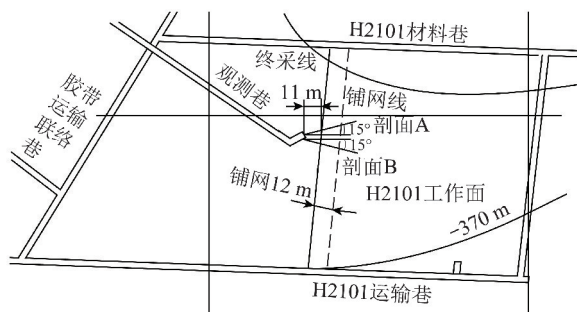 H2101材料巷
终采线
观测巷
11 m
铺网线
胶带
运输
联络
巷
15°
剖面A
15°
剖面B
铺网12 m
H2101工作面
-370 m
H2101运输巷